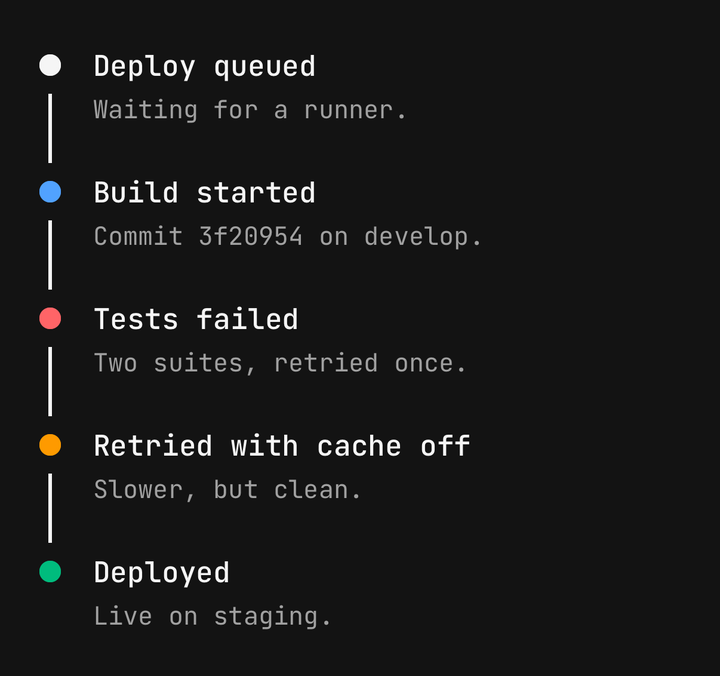 Deploy queued
Waiting for a runner.
Build started
Commit 3f20954 on develop.
Tests failed
Two suites, retried once.
Retried with cache off
Slower, but clean.
Deployed
Live on staging.